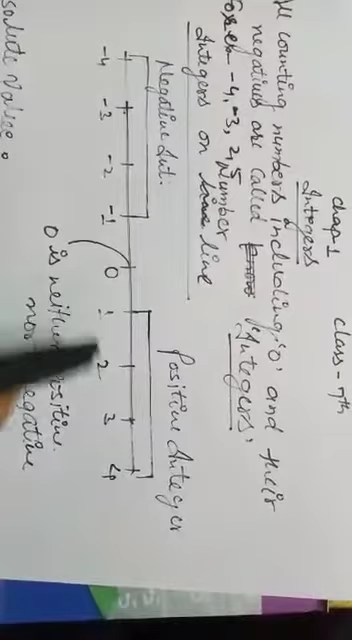 Chap-1 Class-7th
Integers
All counting numbers including '0' and their
negatives are called 'Integers'.
For ex- -4, -3, 2, 5
Integers on Number line
Negative Int. Positive Integer
-4 -3 -2 -1 0 1 2 3 4
0 is neither positive
nor negative
solute Value.